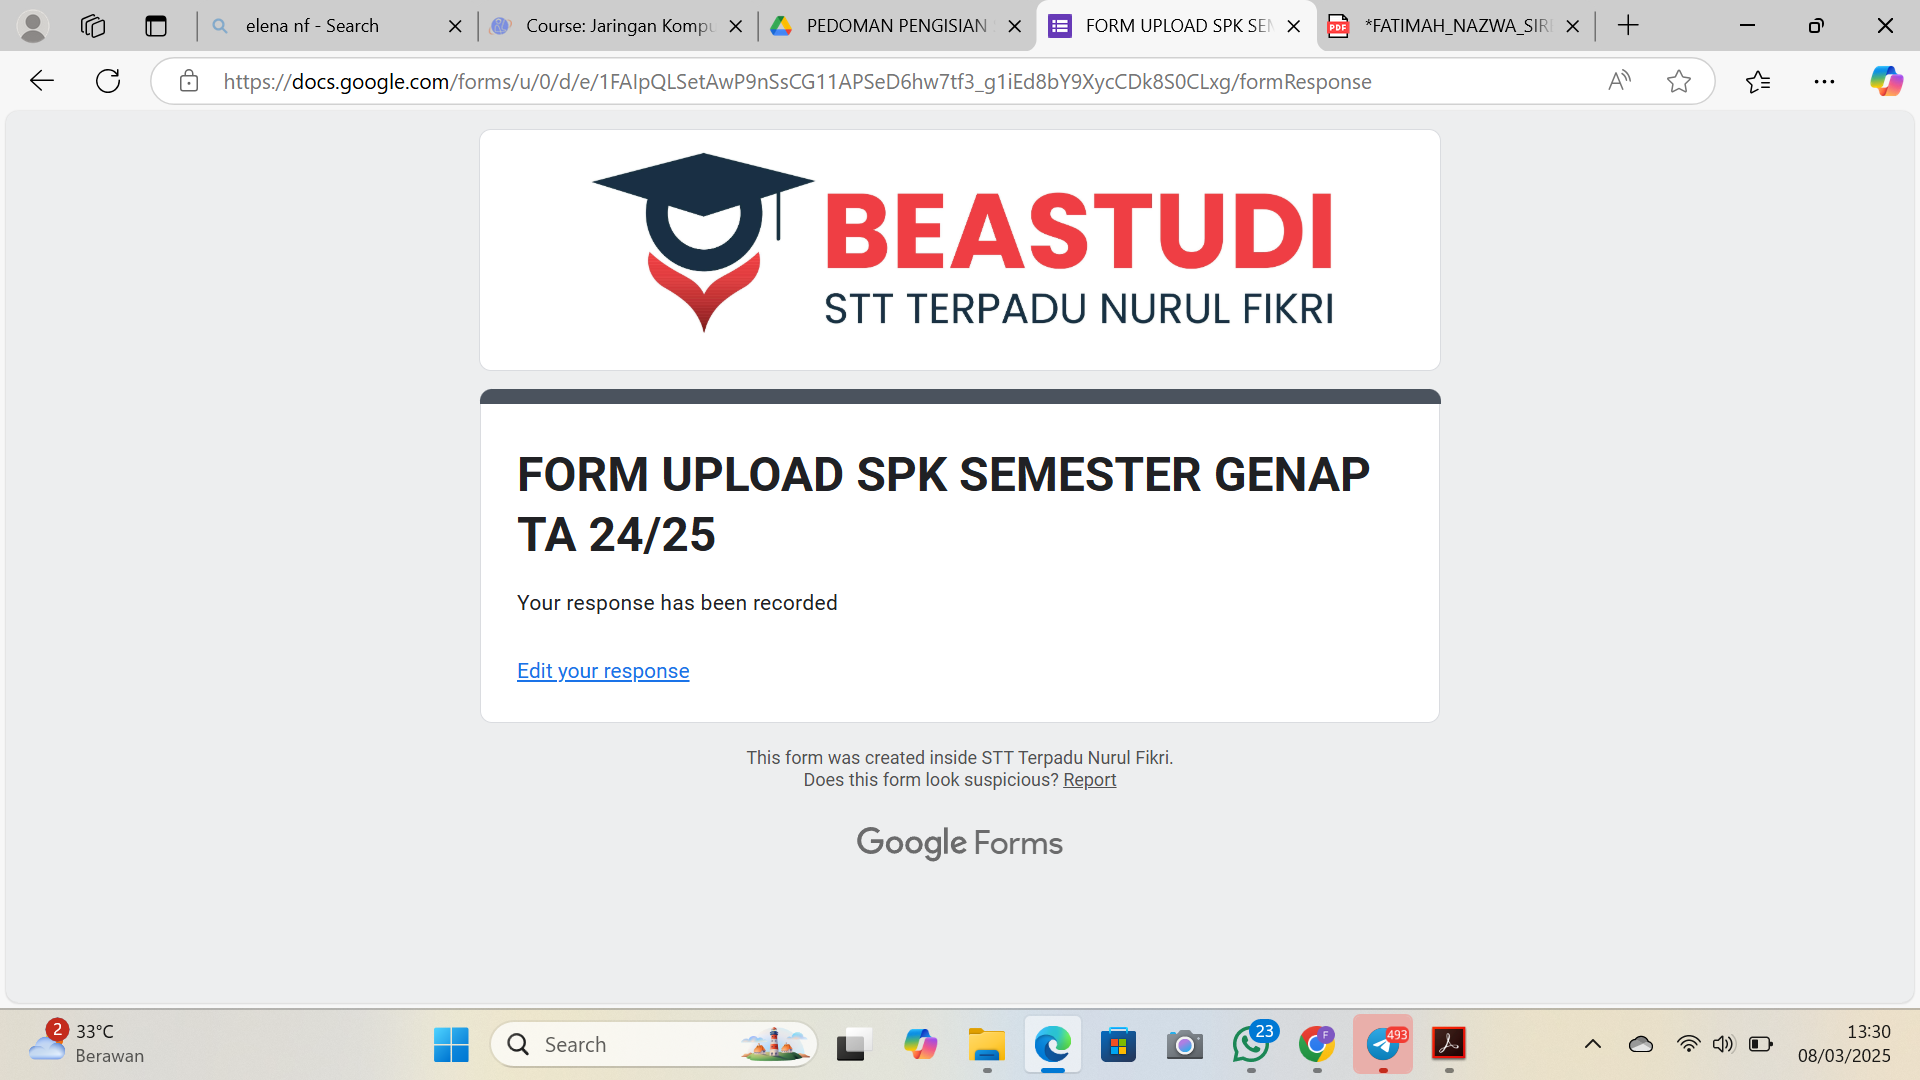 elena nf - Search
Course: Jaringan Kompu
PEDOMAN PENGISIAN
FORM UPLOAD SPK SEM
*FATIMAH_NAZWA_SIR
https://docs.google.com/forms/u/0/d/e/1FAIpQLSetAwP9nSsCG11APSeD6hw7tf3_g1iEd8bY9XycCDk8S0CLxg/formResponse
BEASTUDI
STT TERPADU NURUL FIKRI
FORM UPLOAD SPK SEMESTER GENAP
TA 24/25
Your response has been recorded
Edit your response
This form was created inside STT Terpadu Nurul Fikri.
Does this form look suspicious? Report
Google Forms
2
33°C
Berawan
Search
23
F
493
13:30
08/03/2025